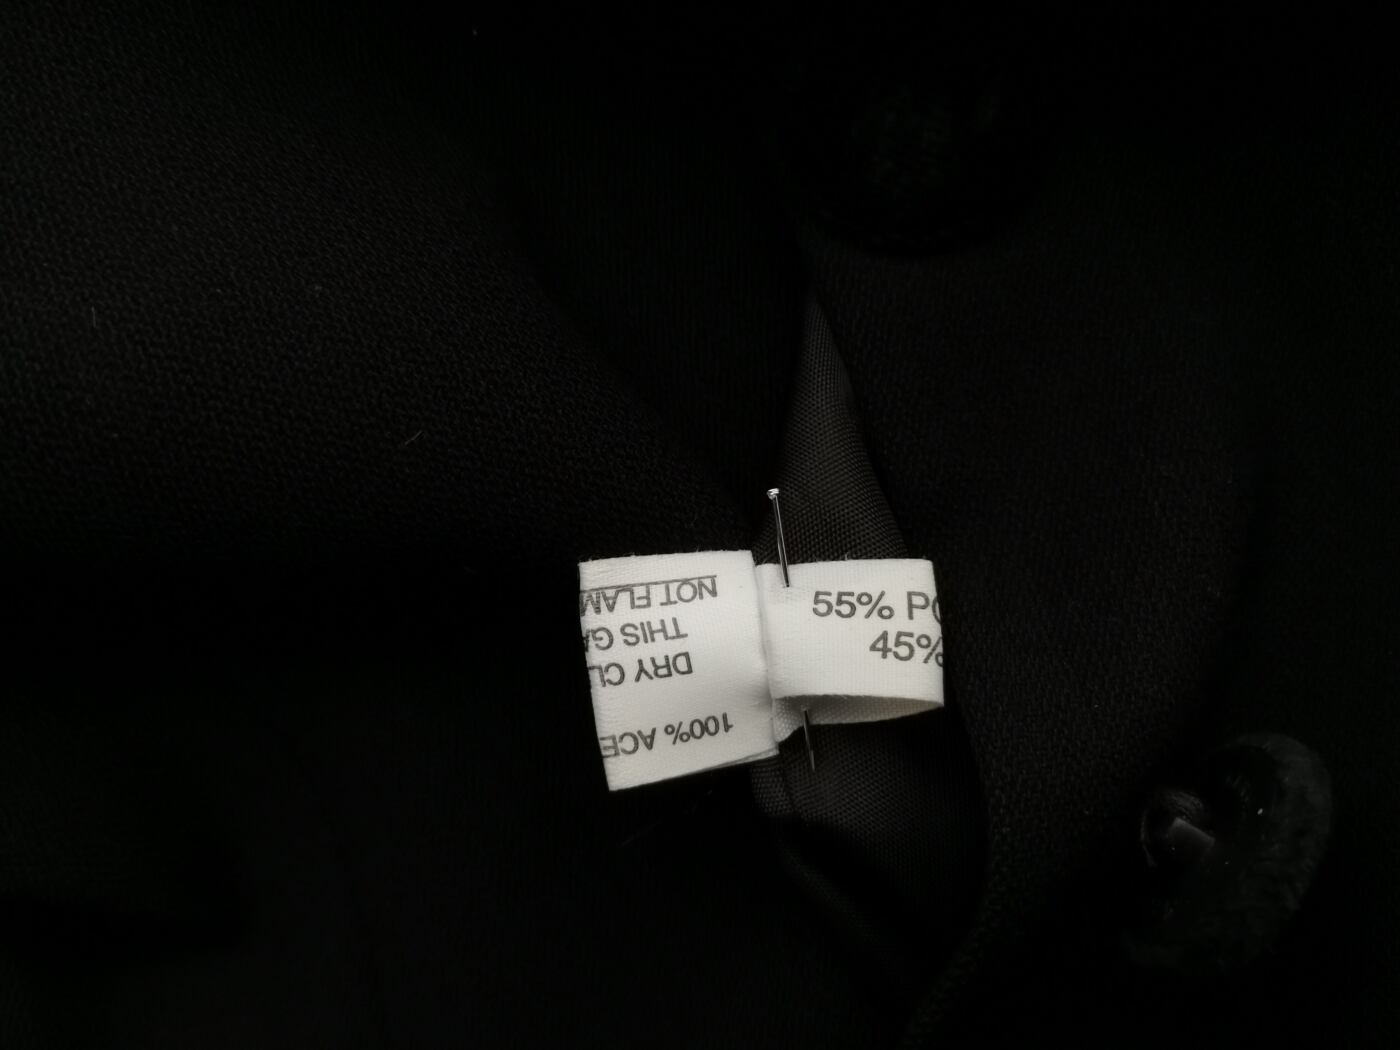 55% PO
45%
100% ACE
DRY CL
THIS GA
NOT FLAM